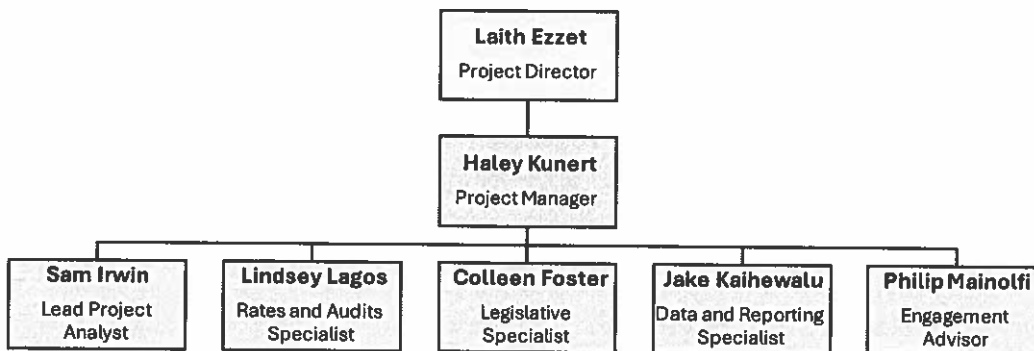 Laith Ezzet
Project Director
Haley Kunert
Project Manager
Sam Irwin
Lead Project
Analyst
Lindsey Lagos
Rates and Audits
Specialist
Colleen Foster
Legislative
Specialist
Jake Kaihewalu
Data and Reporting
Specialist
Philip Mainolfi
Engagement
Advisor